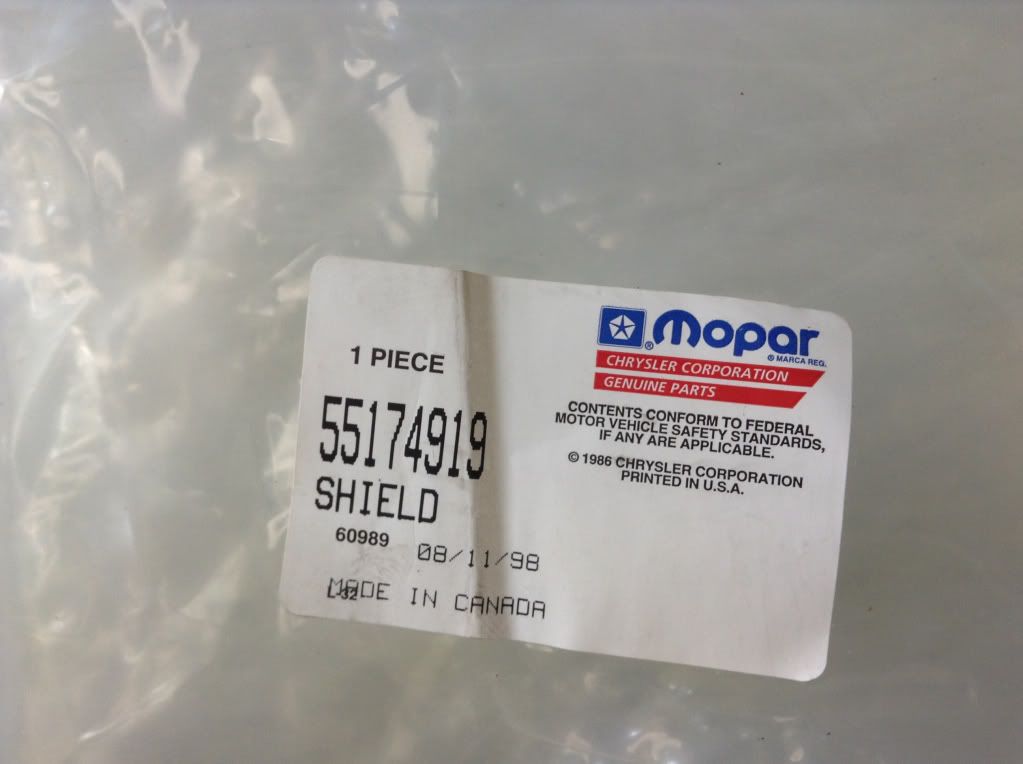 1 PIECE
55174919
SHIELD
60989 08/11/98
MADE IN CANADA
L-32
® Mopar
® MARCA REG.
CHRYSLER CORPORATION
GENUINE PARTS
CONTENTS CONFORM TO FEDERAL
MOTOR VEHICLE SAFETY STANDARDS,
IF ANY ARE APPLICABLE.
© 1986 CHRYSLER CORPORATION
PRINTED IN U.S.A.